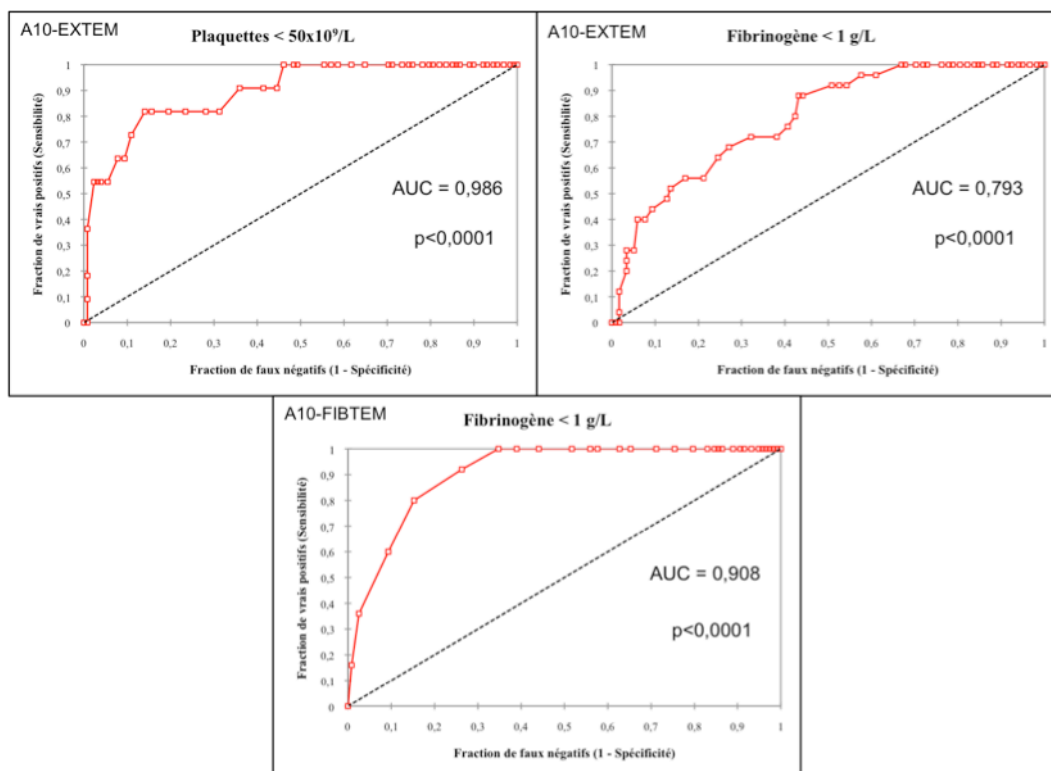 A10-EXTEM
Plaquettes < 50x10⁹/L
Fraction de vrais positifs (Sensibilité)
1
0,9
0,8
0,7
0,6
0,5
0,4
0,3
0,2
0,1
0
AUC = 0,986
p<0,0001
0 0,1 0,2 0,3 0,4 0,5 0,6 0,7 0,8 0,9 1
Fraction de faux négatifs (1 - Spécificité)
A10-EXTEM
Fibrinogène < 1 g/L
Fraction de vrais positifs (Sensibilité)
1
0,9
0,8
0,7
0,6
0,5
0,4
0,3
0,2
0,1
0
AUC = 0,793
p<0,0001
0 0,1 0,2 0,3 0,4 0,5 0,6 0,7 0,8 0,9 1
Fraction de faux négatifs (1 - Spécificité)
A10-FIBTEM
Fibrinogène < 1 g/L
Fraction de vrais positifs (Sensibilité)
1
0,9
0,8
0,7
0,6
0,5
0,4
0,3
0,2
0,1
0
AUC = 0,908
p<0,0001
0 0,1 0,2 0,3 0,4 0,5 0,6 0,7 0,8 0,9 1
Fraction de faux négatifs (1 - Spécificité)